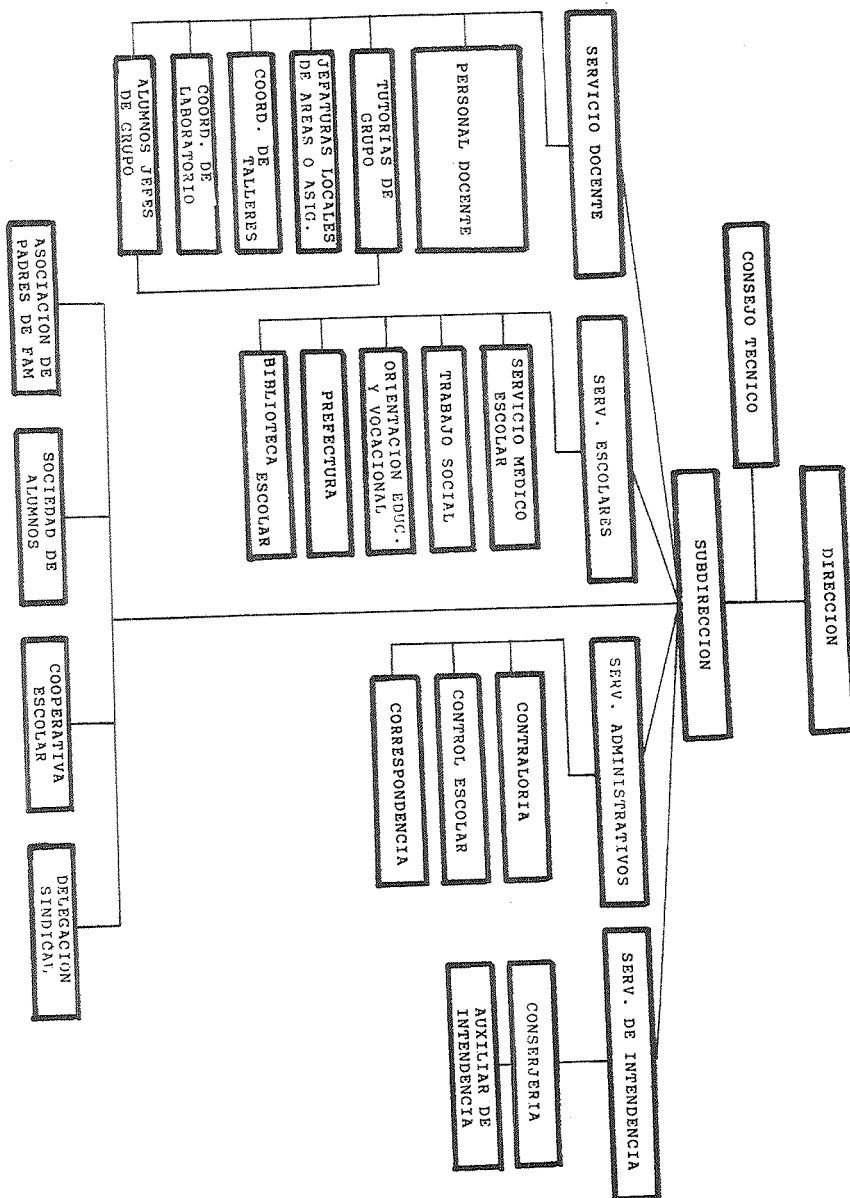 DIRECCION
CONSEJO TECNICO
SUBDIRECCION
SERVICIO DOCENTE
PERSONAL DOCENTE
TUTORIAS DE
GRUPO
JEFATURAS LOCALES
DE AREAS O ASIG.
COORD. DE
TALLERES
COORD. DE
LABORATORIO
ALUMNOS JEFES
DE GRUPO
SERV. ESCOLARES
SERVICIO MEDICO
ESCOLAR
TRABAJO SOCIAL
ORIENTACION EDUC.
Y VOCACIONAL
PREFECTURA
BIBLIOTECA ESCOLAR
SERV. ADMINISTRATIVOS
CONTRALORIA
CONTROL ESCOLAR
CORRESPONDENCIA
SERV. DE INTENDENCIA
CONSERJERIA
AUXILIAR DE
INTENDENCIA
ASOCIACION DE
PADRES DE FAM
SOCIEDAD DE
ALUMNOS
COOPERATIVA
ESCOLAR
DELEGACION
SINDICAL